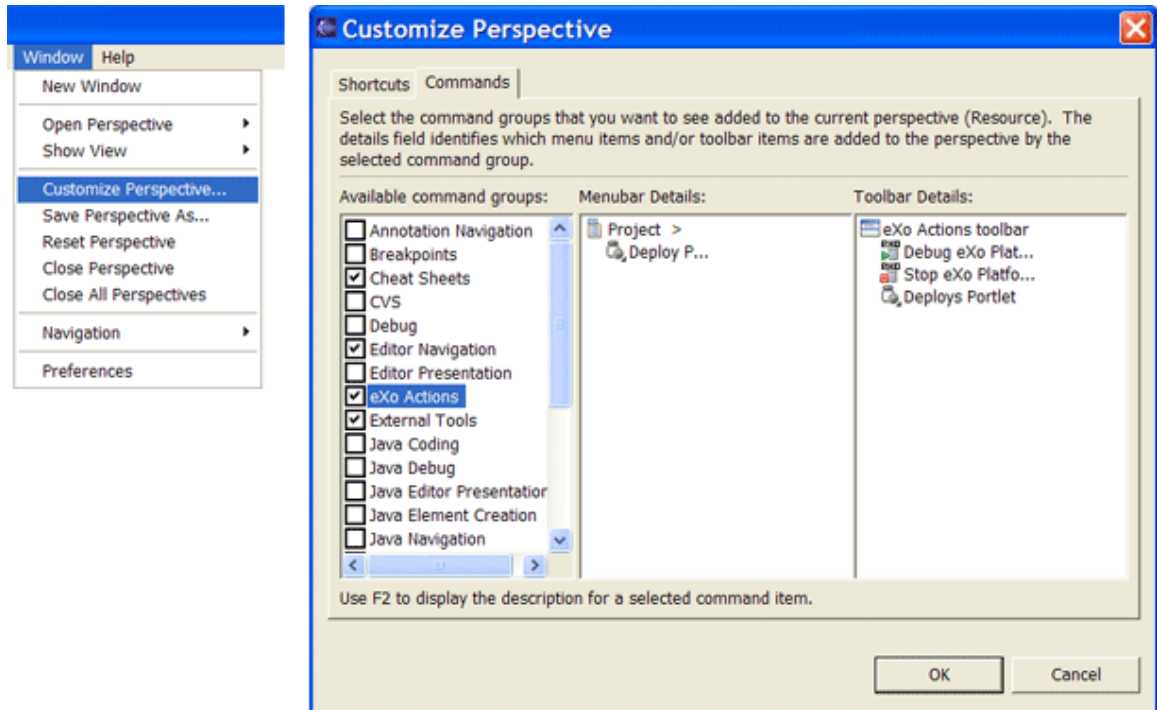 Window Help
New Window
Open Perspective
Show View
Customize Perspective...
Save Perspective As...
Reset Perspective
Close Perspective
Close All Perspectives
Navigation
Preferences
Customize Perspective
Shortcuts Commands
Select the command groups that you want to see added to the current perspective (Resource). The
details field identifies which menu items and/or toolbar items are added to the perspective by the
selected command group.
Available command groups: Menubar Details: Toolbar Details:
Annotation Navigation Project > eXo Actions toolbar
Breakpoints Deploy P... Debug eXo Plat...
Cheat Sheets Stop eXo Platfo...
CVS Deploys Portlet
Debug
Editor Navigation
Editor Presentation
eXo Actions
External Tools
Java Coding
Java Debug
Java Editor Presentation
Java Element Creation
Java Navigation
Use F2 to display the description for a selected command item.
OK Cancel